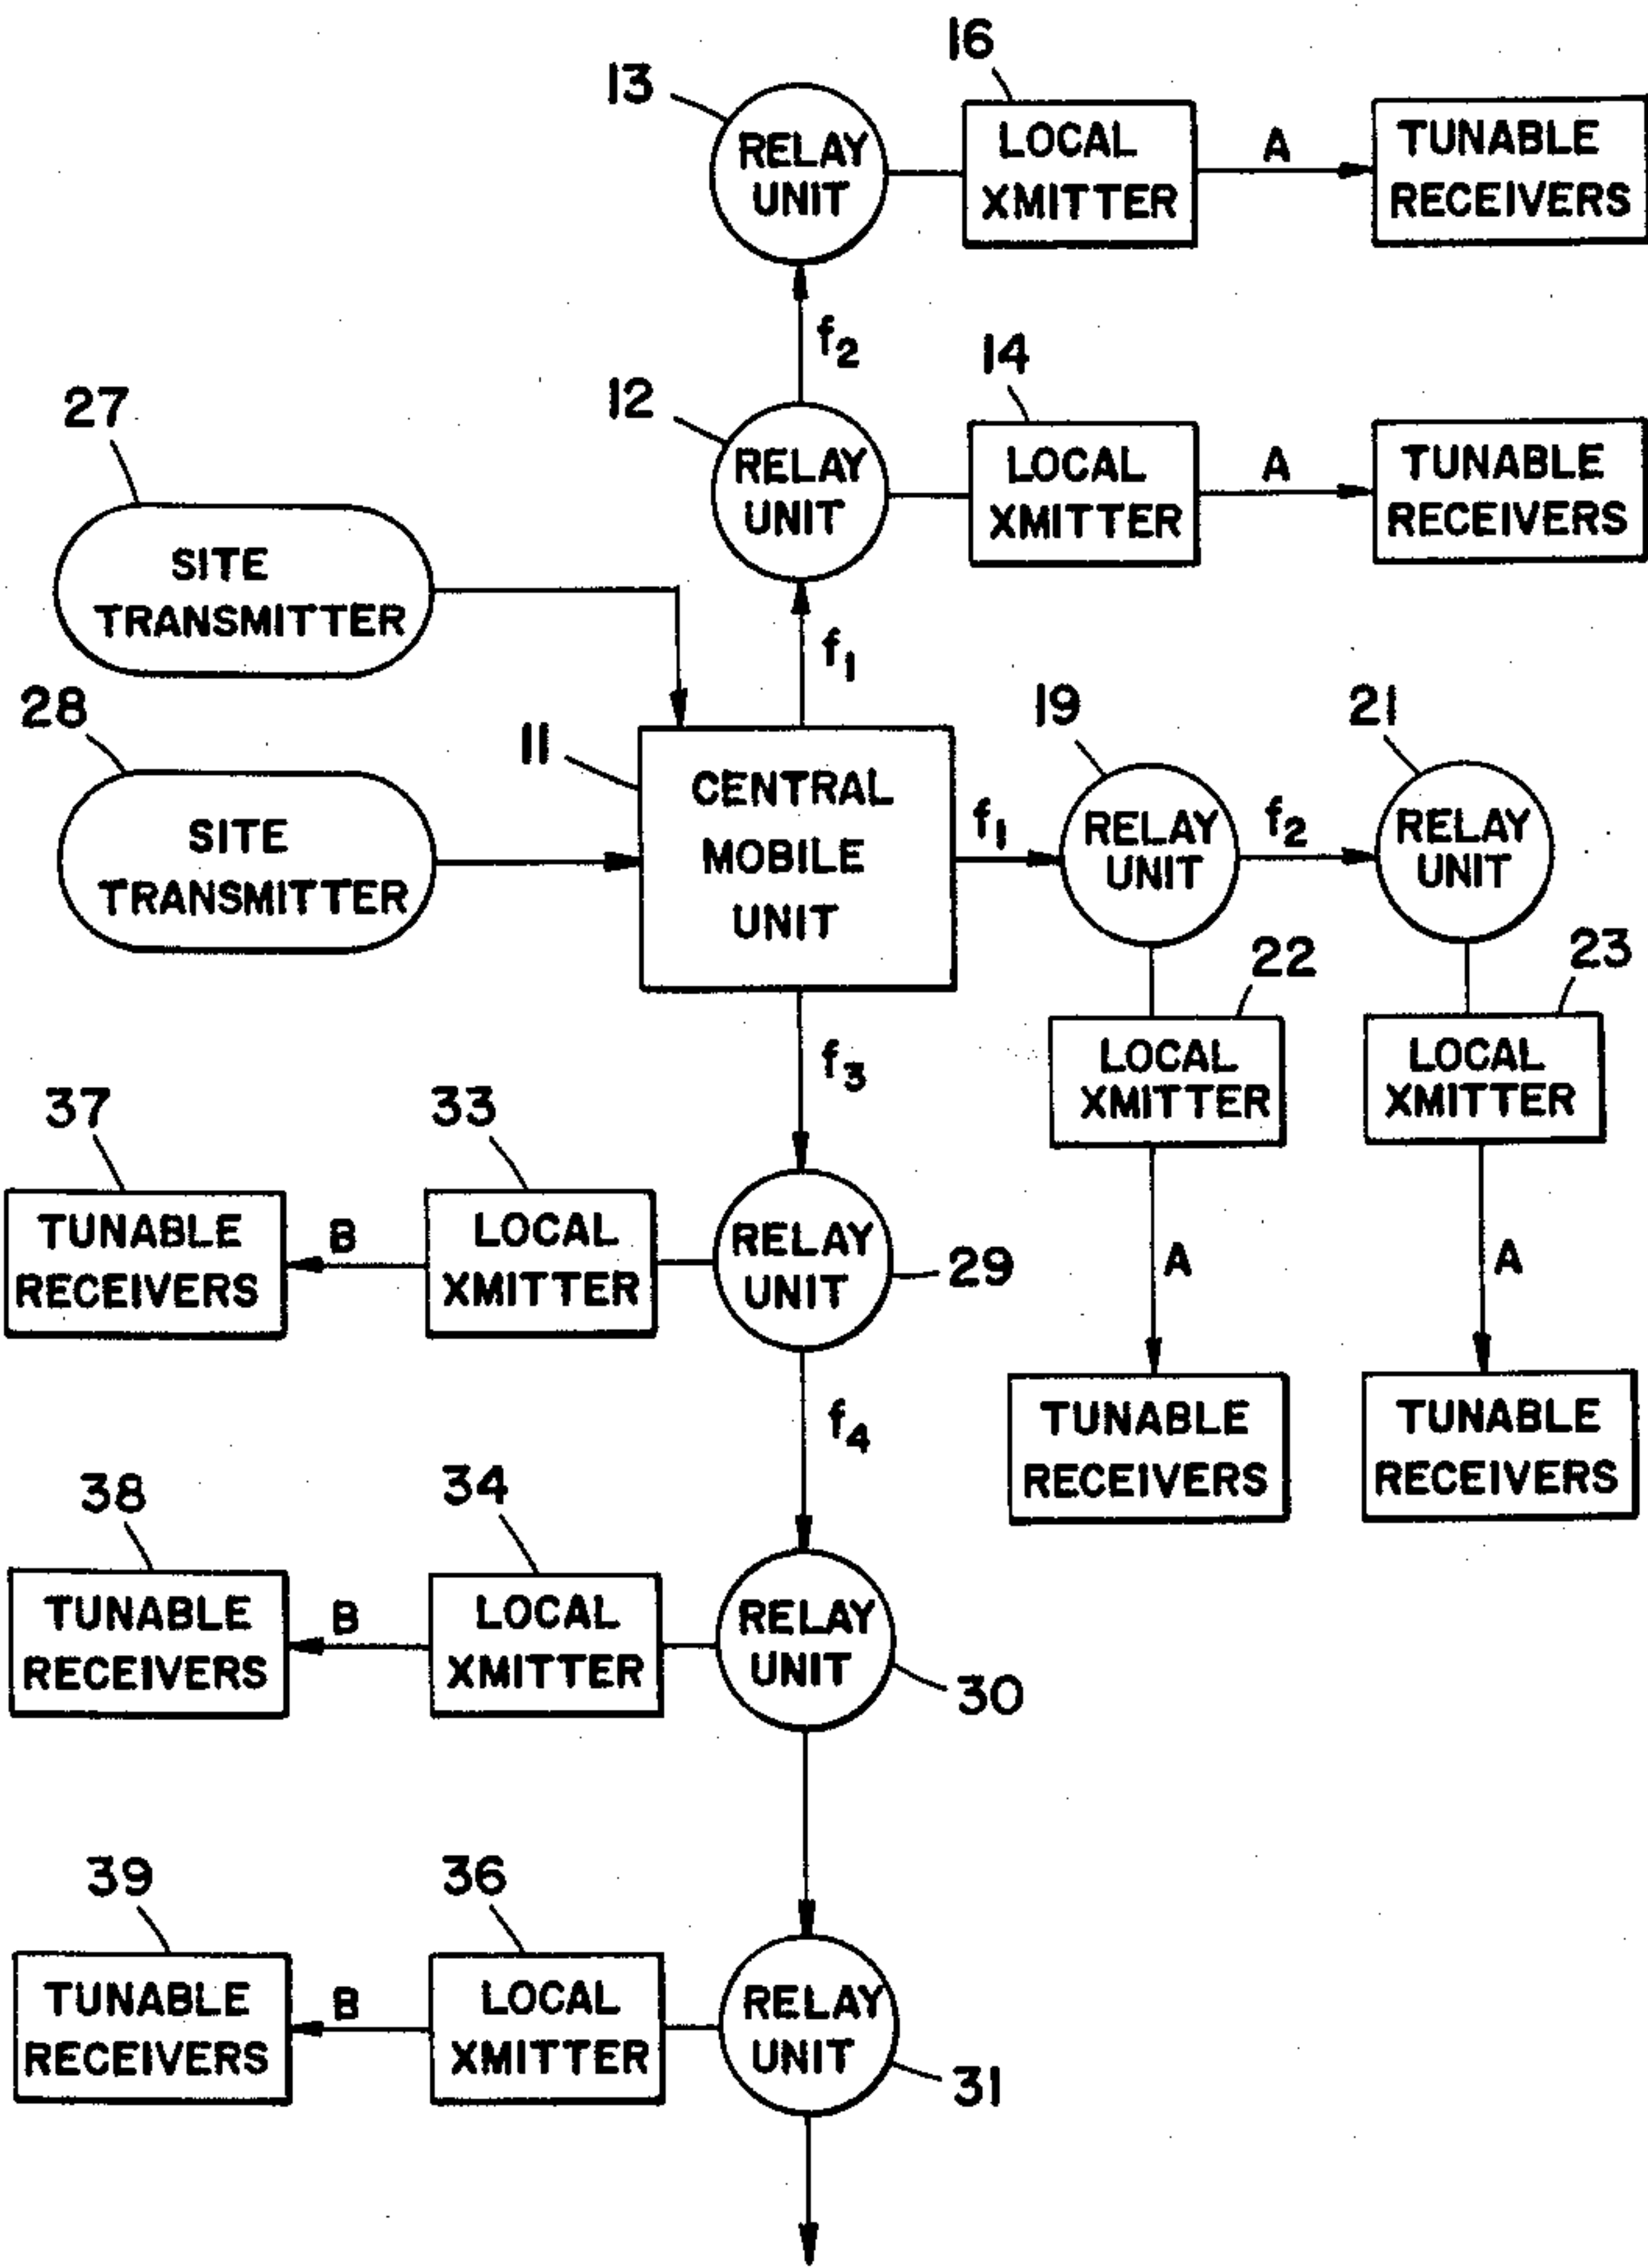 16
13
RELAY
UNIT
LOCAL
XMITTER
A
TUNABLE
RECEIVERS
f2
14
12
RELAY
UNIT
LOCAL
XMITTER
A
TUNABLE
RECEIVERS
27
SITE
TRANSMITTER
f1
28
SITE
TRANSMITTER
11
CENTRAL
MOBILE
UNIT
f1
19
RELAY
UNIT
f2
21
RELAY
UNIT
22
LOCAL
XMITTER
23
LOCAL
XMITTER
A
A
TUNABLE
RECEIVERS
TUNABLE
RECEIVERS
f3
37
TUNABLE
RECEIVERS
B
33
LOCAL
XMITTER
RELAY
UNIT
29
f4
38
TUNABLE
RECEIVERS
B
34
LOCAL
XMITTER
RELAY
UNIT
30
39
TUNABLE
RECEIVERS
B
36
LOCAL
XMITTER
RELAY
UNIT
31